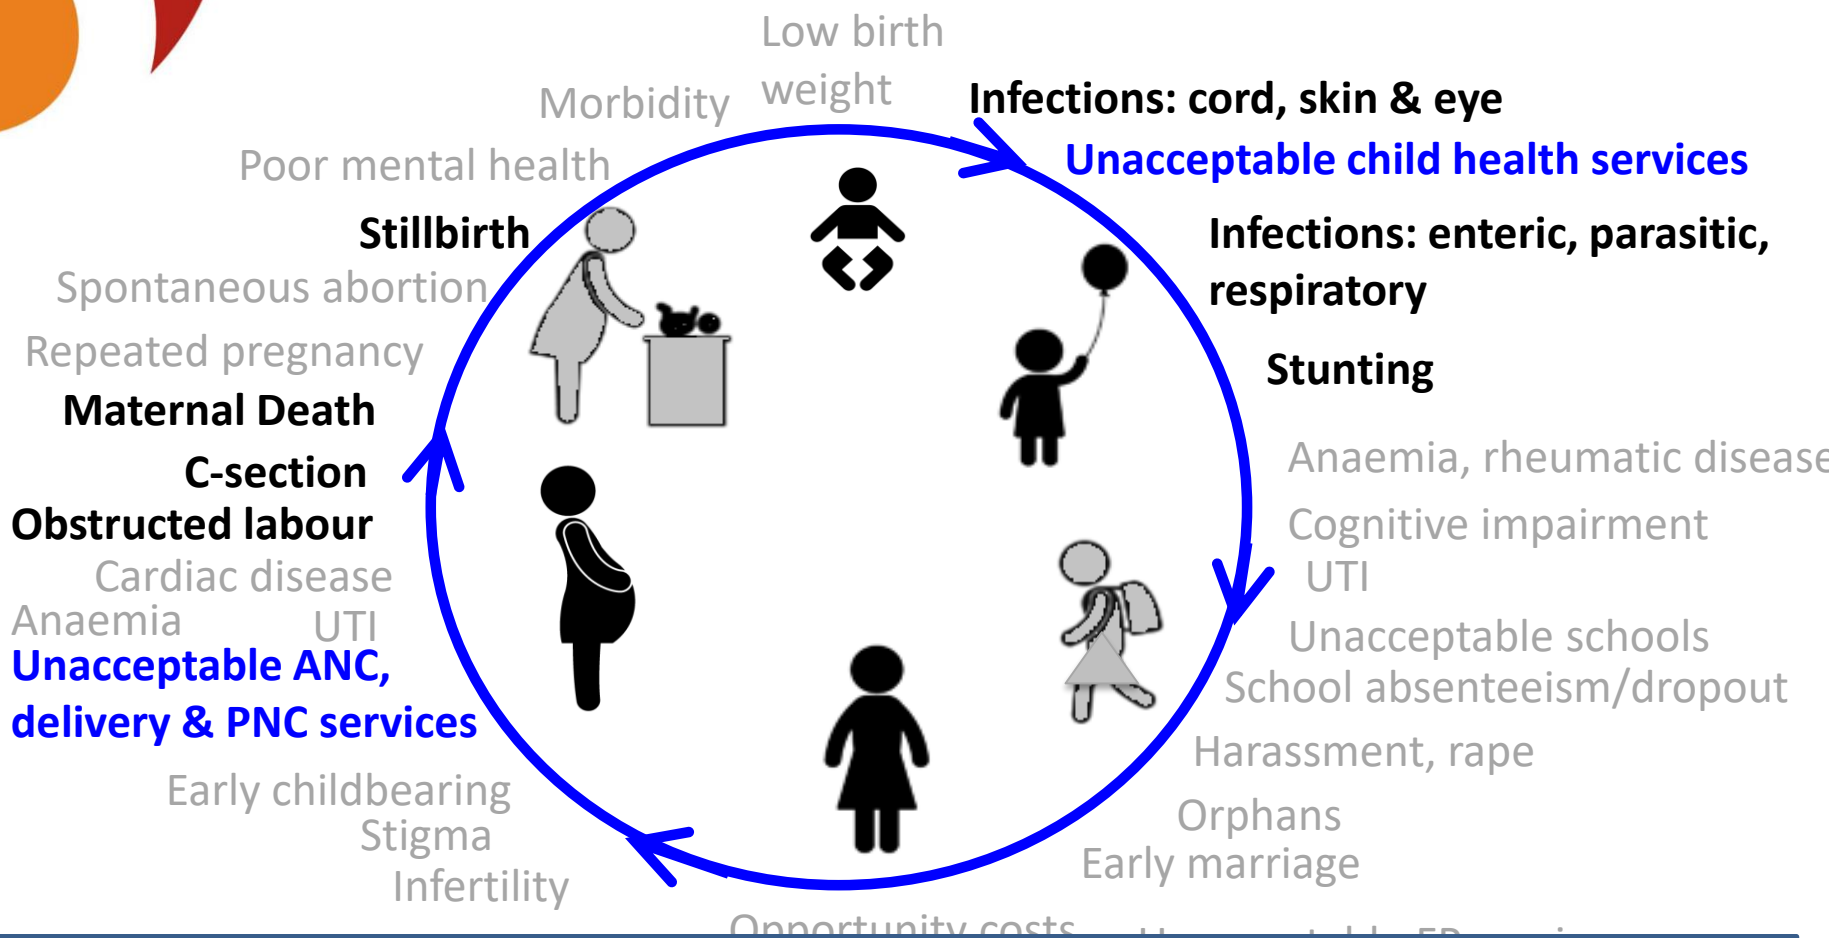 Low birth
weight
Morbidity
Infections: cord, skin & eye
Poor mental health
Unacceptable child health services
Stillbirth
Infections: enteric, parasitic,
respiratory
Spontaneous abortion
Repeated pregnancy
Stunting
Maternal Death
C-section
Anaemia, rheumatic disease
Obstructed labour
Cognitive impairment
Cardiac disease
UTI
Anaemia
UTI
Unacceptable schools
Unacceptable ANC,
delivery & PNC services
School absenteeism/dropout
Harassment, rape
Early childbearing
Orphans
Stigma
Early marriage
Infertility
Opportunity costs